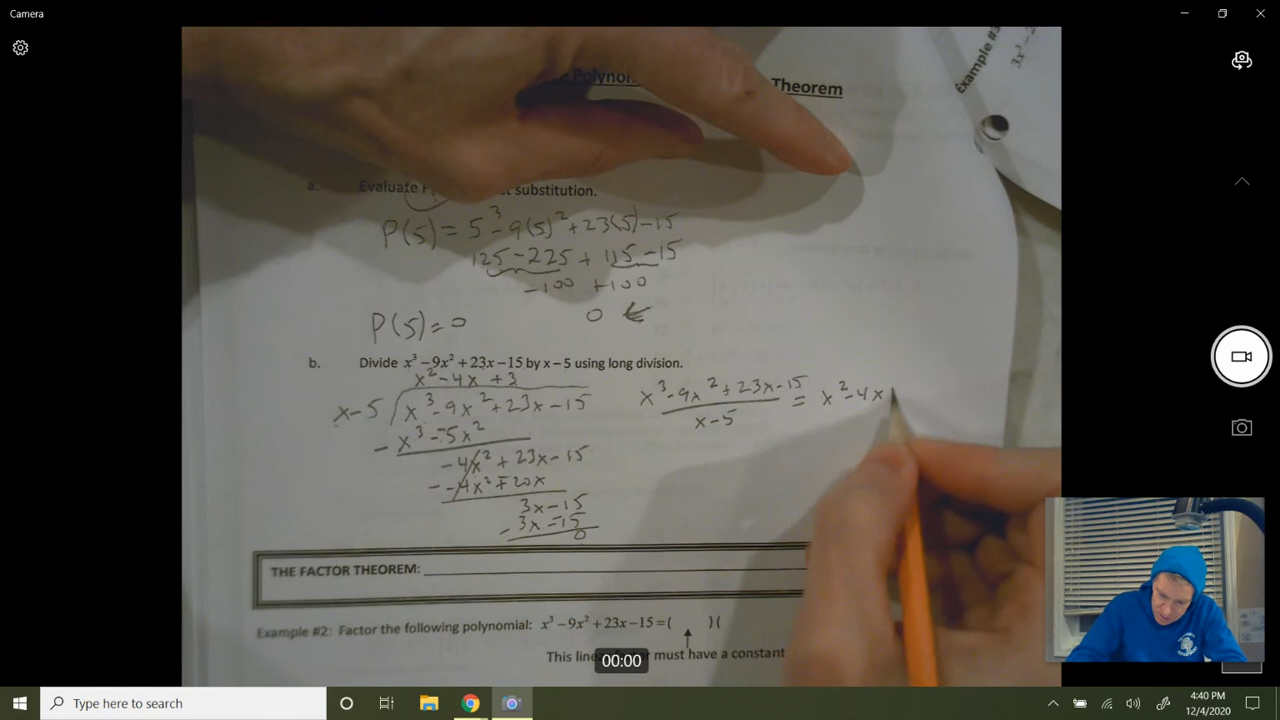 Camera
Example #3
3x³ - 2
Polynom Theorem
a. Evaluate P t substitution.
P(5) = 5³ - 9(5)² + 23(5) - 15
125 - 225 + 115 - 15
-100 +100
P(5) = 0 0 ←
b. Divide x³ - 9x² + 23x - 15 by x - 5 using long division.
x² - 4x + 3
x - 5 x³ - 9x² + 23x - 15
- x³ - 5x²
-4x² + 23x - 15
- -4x² + 20x
3x - 15
- 3x - 15
0
x³ - 9x² + 23x - 15 / x - 5 = x² - 4x
THE FACTOR THEOREM:
Example #2: Factor the following polynomial: x³ - 9x² + 23x - 15 = ( )(
This line r must have a constant
00:00
Type here to search
4:40 PM
12/4/2020